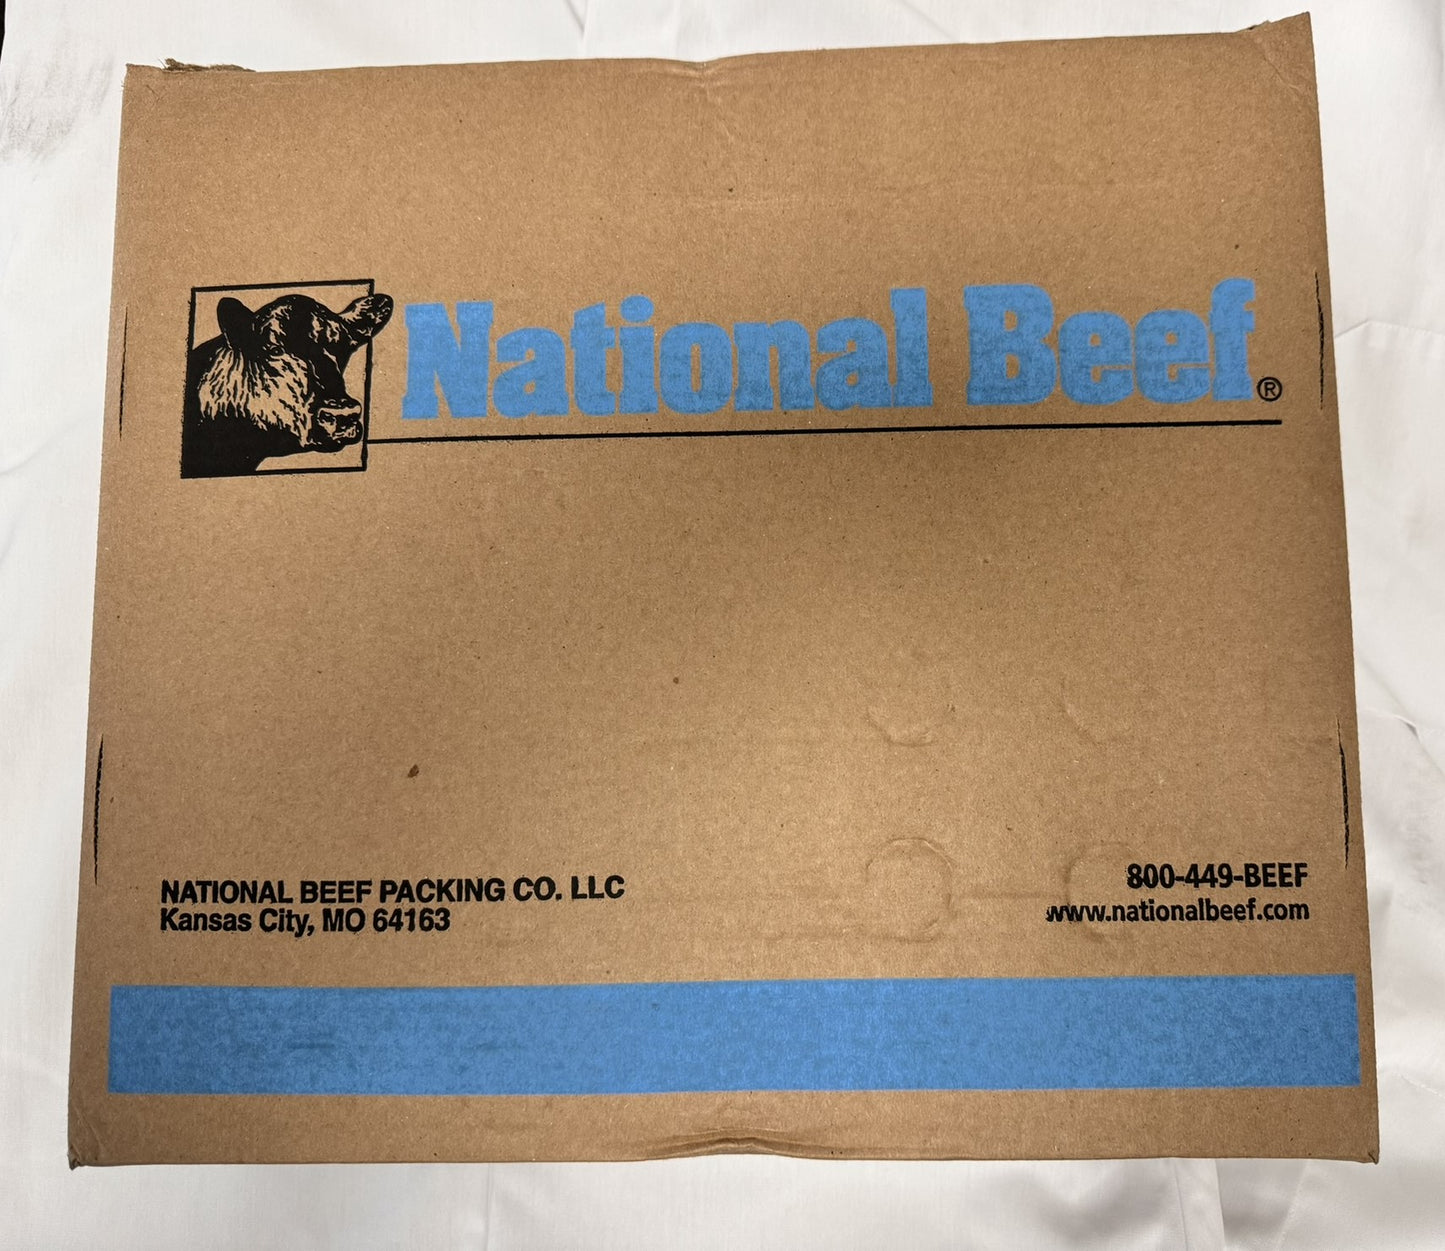 National Beef®
NATIONAL BEEF PACKING CO. LLC
Kansas City, MO 64163
800-449-BEEF
www.nationalbeef.com